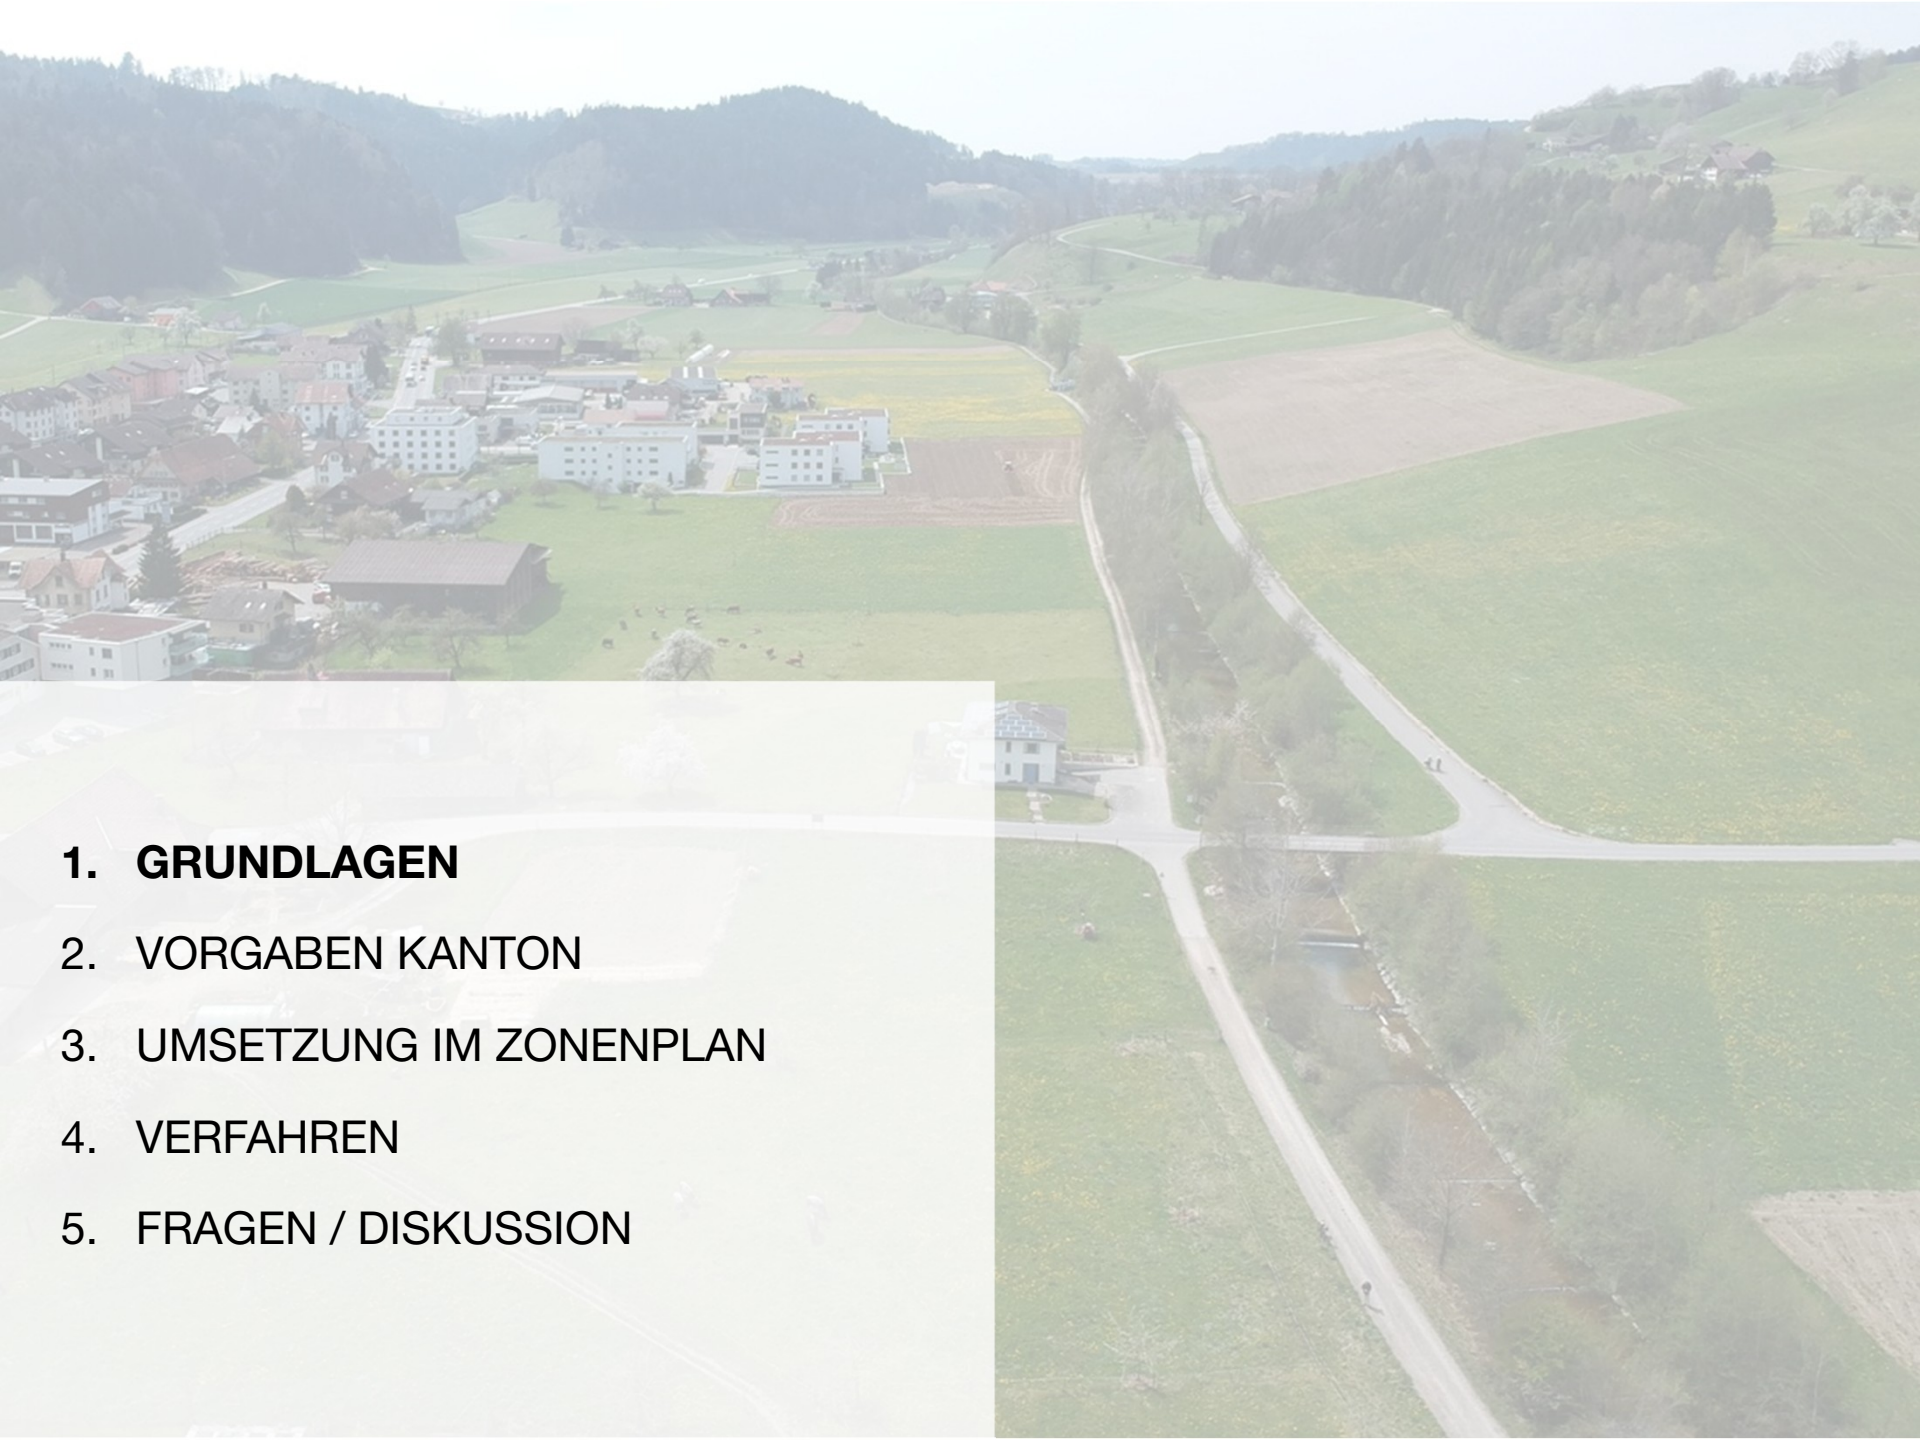 1. GRUNDLAGEN
2. VORGABEN KANTON
3. UMSETZUNG IM ZONENPLAN
4. VERFAHREN
5. FRAGEN / DISKUSSION